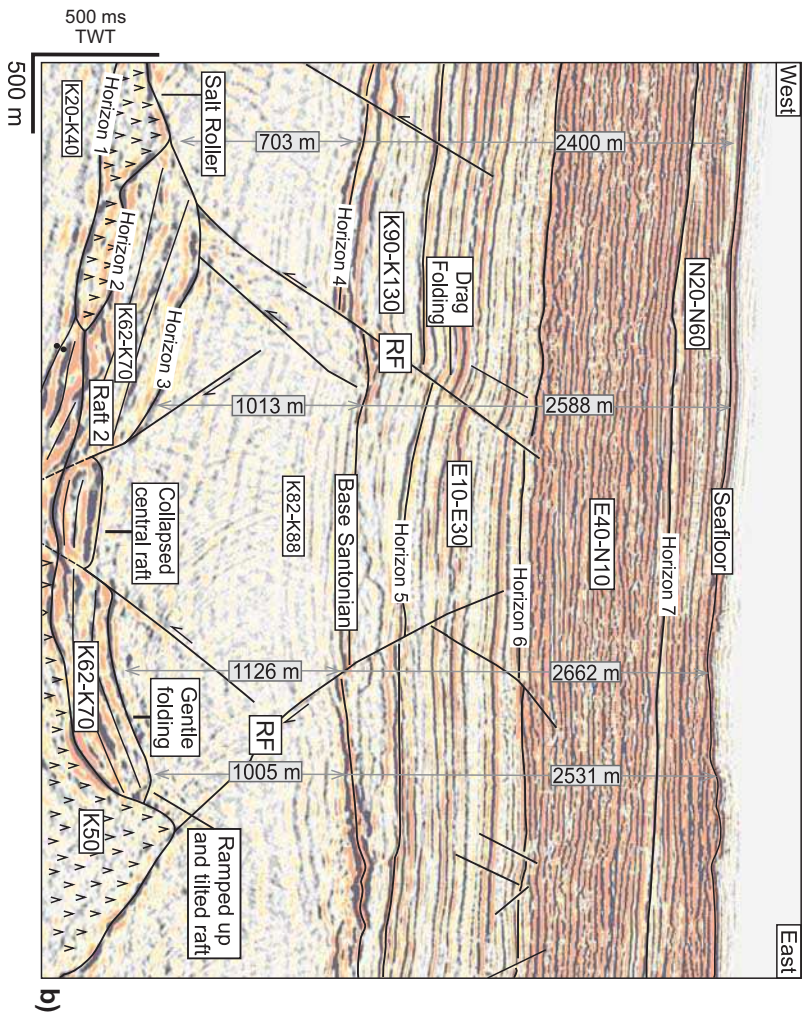 500 ms
TWT
500 m
West
East
b)
Seafloor
N20-N60
Horizon 7
2400 m
2588 m
2662 m
2531 m
E40-N10
Horizon 6
E10-E30
Drag
Folding
Horizon 5
K90-K130
RF
Horizon 4
Base Santonian
703 m
1013 m
1126 m
1005 m
K82-K88
RF
Salt Roller
Horizon 3
Collapsed
central raft
Gentle
folding
Ramped up
and tilted raft
Horizon 1
Horizon 2
K62-K70
Raft 2
K62-K70
K50
K20-K40